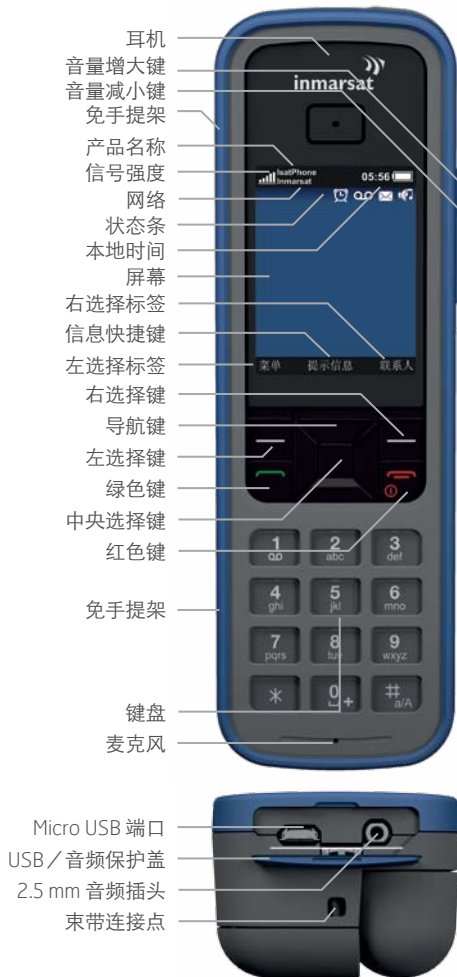 耳机
音量增大键
音量减小键
免手提架
产品名称
信号强度
网络
状态条
本地时间
屏幕
右选择标签
信息快捷键
左选择标签
右选择键
导航键
左选择键
绿色键
中央选择键
红色键
免手提架
键盘
麦克风
inmarsat
IsatPhone 05:56
Inmarsat
菜单 提示信息 联系人
1 2 abc 3 def
4 ghi 5 jkl 6 mno
7 pqrs 8 tuv 9 wxyz
* 0 + # a/A
Micro USB 端口
USB／音频保护盖
2.5 mm 音频插头
束带连接点